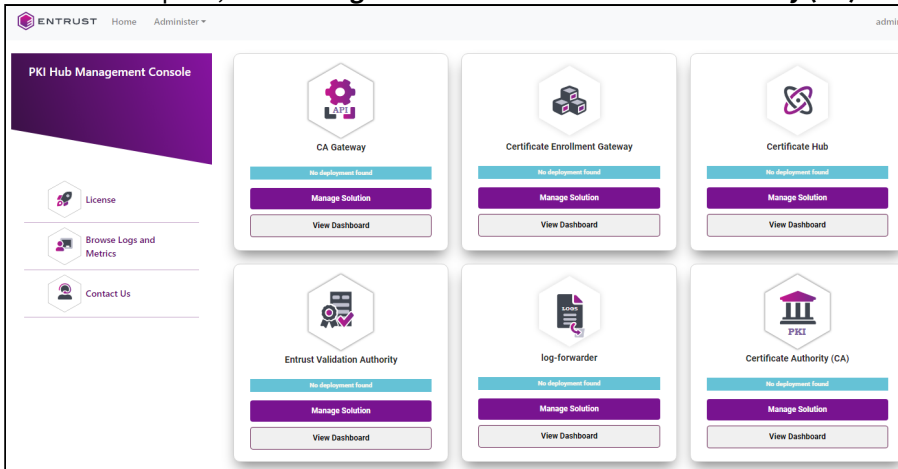 ENTRUST Home Administer
admin
PKI Hub Management Console
License
Browse Logs and
Metrics
Contact Us
API
CA Gateway
No deployment found
Manage Solution
View Dashboard
Certificate Enrollment Gateway
No deployment found
Manage Solution
View Dashboard
Certificate Hub
No deployment found
Manage Solution
View Dashboard
Entrust Validation Authority
No deployment found
Manage Solution
View Dashboard
LOGS
log-forwarder
No deployment found
Manage Solution
View Dashboard
PKI
Certificate Authority (CA)
No deployment found
Manage Solution
View Dashboard